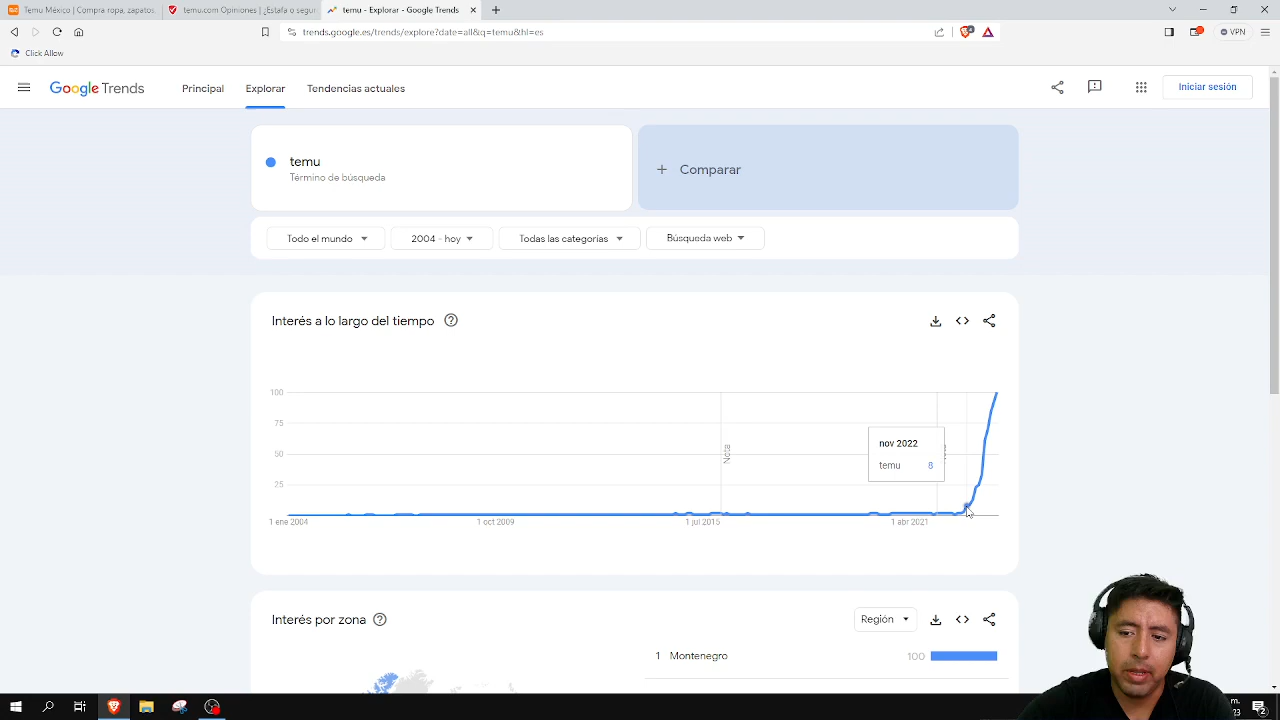 Temu México | Compra ropa, zapatos
temu.com Opiniones | ¿Estafa o segur
temu - Explorar - Google Trends
trends.google.es/trends/explore?date=all&q=temu&hl=es
VPN
Click Allow
Google Trends
Principal
Explorar
Tendencias actuales
Iniciar sesión
temu
Término de búsqueda
+ Comparar
Todo el mundo
2004 - hoy
Todas las categorías
Búsqueda web
Interés a lo largo del tiempo
100
75
50
25
Nota
nov 2022
temu 8
1 ene 2004
1 oct 2009
1 jul 2015
1 abr 2021
Interés por zona
Región
1 Montenegro 100